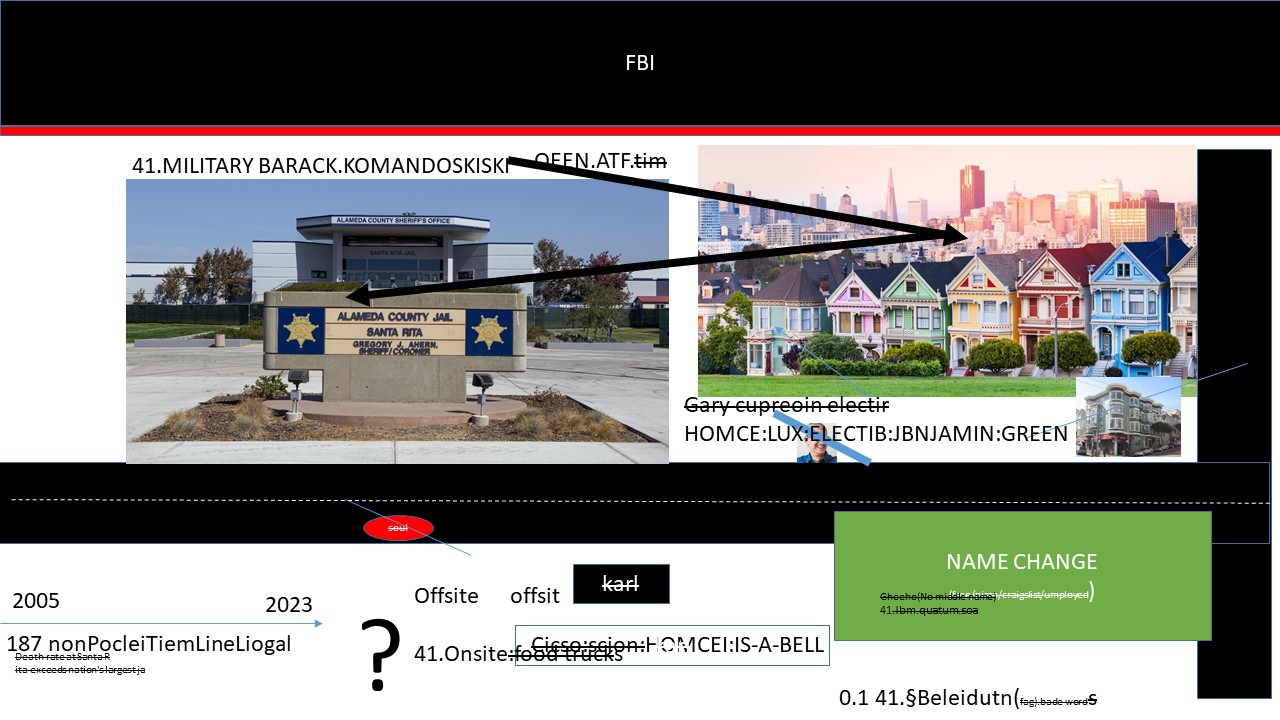 FBI
41.MILITARY BARACK.KOMANDOSKISKI
OFEN.ATF.tim
ALAMEDA COUNTY SHERIFF'S OFFICE
SANTA RITA JAIL
ALAMEDA COUNTY JAIL
SANTA RITA
GREGORY J. AHERN,
SHERIFF/CORONER
Gary cupreoin electir
HOMCE:LUX:ELECTIB:JBNJAMIN:GREEN
soul
NAME CHANGE
/craigslist/umployed)
Ghocho(No middle name)
41.Ibm.quatum.soa
2005
2023
187 nonPocleiTiemLineLiogal
Death rate at Santa R
ita exceeds nation's largest ja
?
Offsite offsit
karl
41.Onsite:food trucks
Cicso:scion:HOMCEI:IS-A-BELL
0.1 41.§Beleidutn(fag).bade words